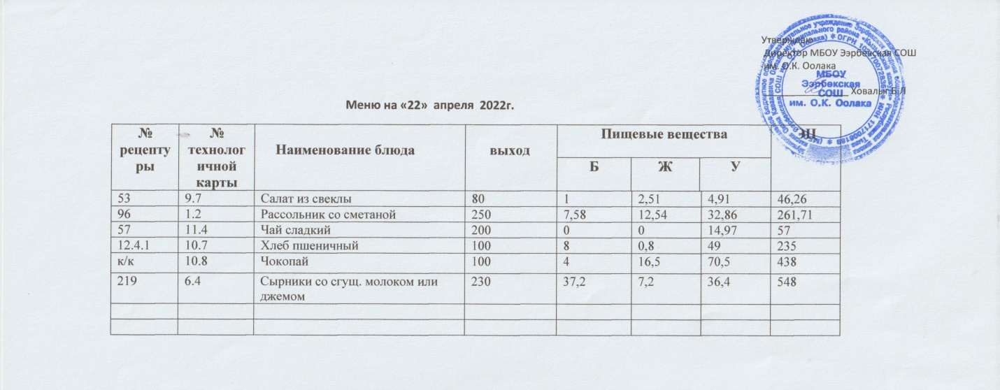 Утверждаю
Директор МБОУ Ээрбекская СОШ
им. О.К. Оолака
Ховалыг Б.Л
МБОУ
Ээрбекская
СОШ
им. О.К. Оолака
Меню на «22» апреля 2022г.
№ рецепту ры № технолог ичной карты Наименование блюда выход Пищевые вещества ЭЦ
Б Ж У
53 9.7 Салат из свеклы 80 1 2,51 4,91 46,26
96 1.2 Рассольник со сметаной 250 7,58 12,54 32,86 261,71
57 11.4 Чай сладкий 200 0 0 14,97 57
12.4.1 10.7 Хлеб пшеничный 100 8 0,8 49 235
к/к 10.8 Чокопай 100 4 16,5 70,5 438
219 6.4 Сырники со сгущ. молоком или 230 37,2 7,2 36,4 548
джемом